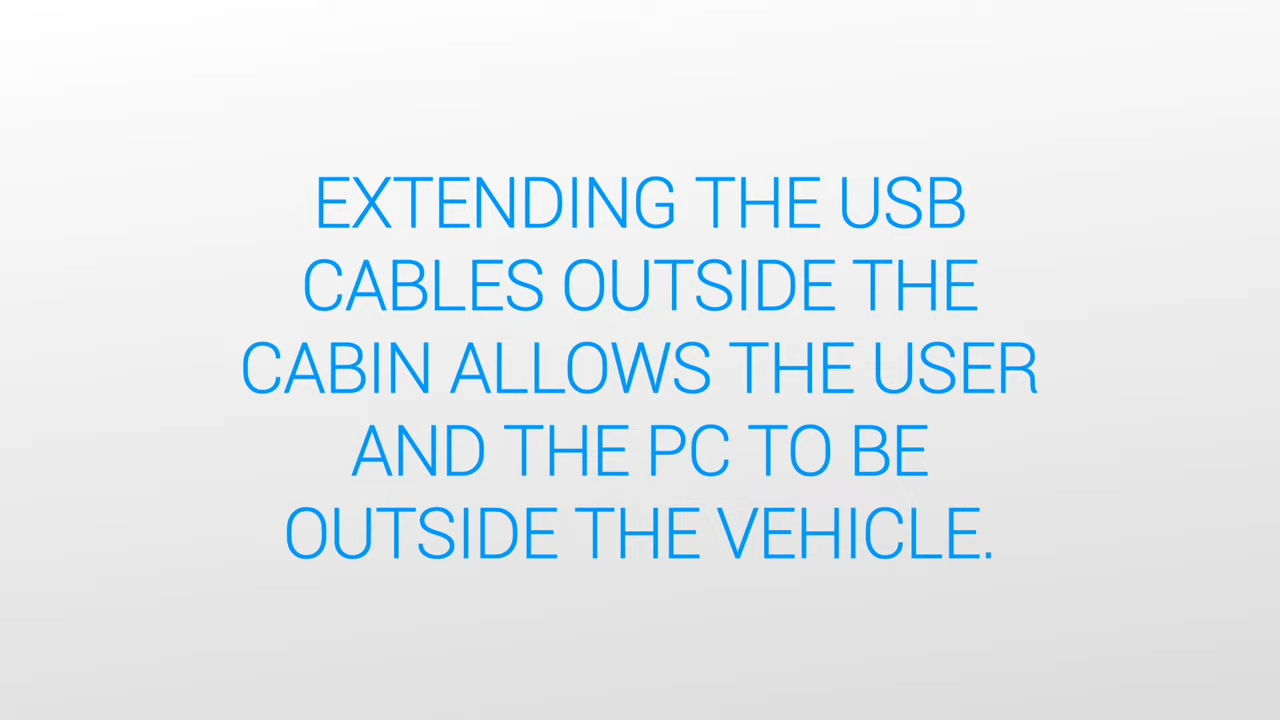 EXTENDING THE USB
CABLES OUTSIDE THE
CABIN ALLOWS THE USER
AND THE PC TO BE
OUTSIDE THE VEHICLE.